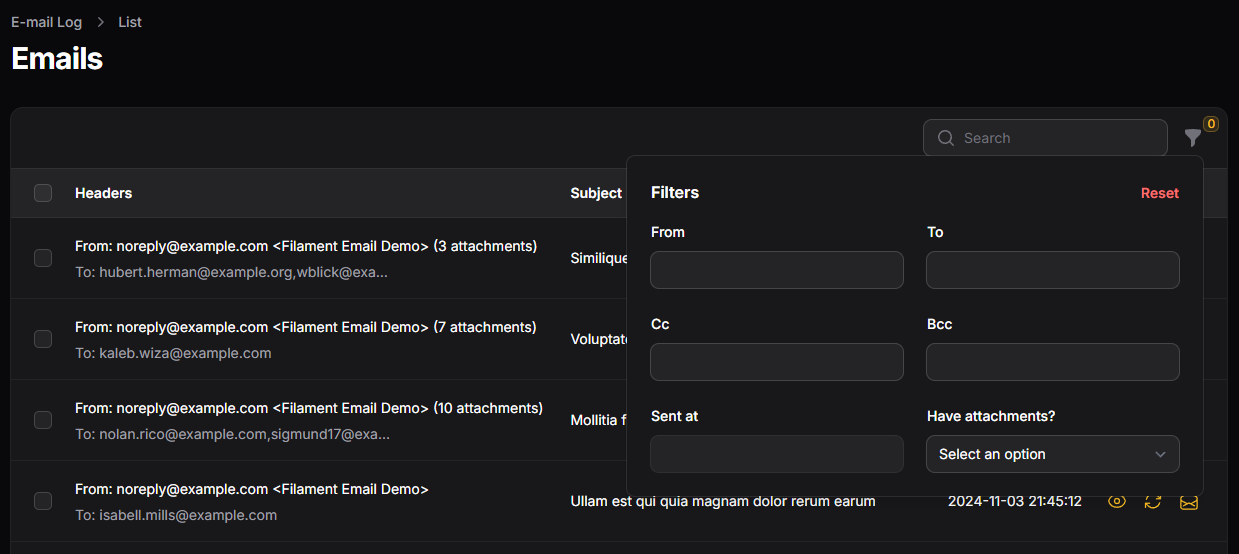 E-mail Log > List
Emails
Search
0
Headers
Subject
Filters
Reset
From
To
Cc
Bcc
Sent at
Have attachments?
Select an option
From: noreply@example.com <Filament Email Demo> (3 attachments)
To: hubert.herman@example.org,wblick@exa...
Similique
From: noreply@example.com <Filament Email Demo> (7 attachments)
To: kaleb.wiza@example.com
From: noreply@example.com <Filament Email Demo> (10 attachments)
To: nolan.rico@example.com,sigmund17@exa...
Mollitia f
From: noreply@example.com <Filament Email Demo>
To: isabell.mills@example.com
Ullam est qui quia magnam dolor rerum earum
2024-11-03 21:45:12